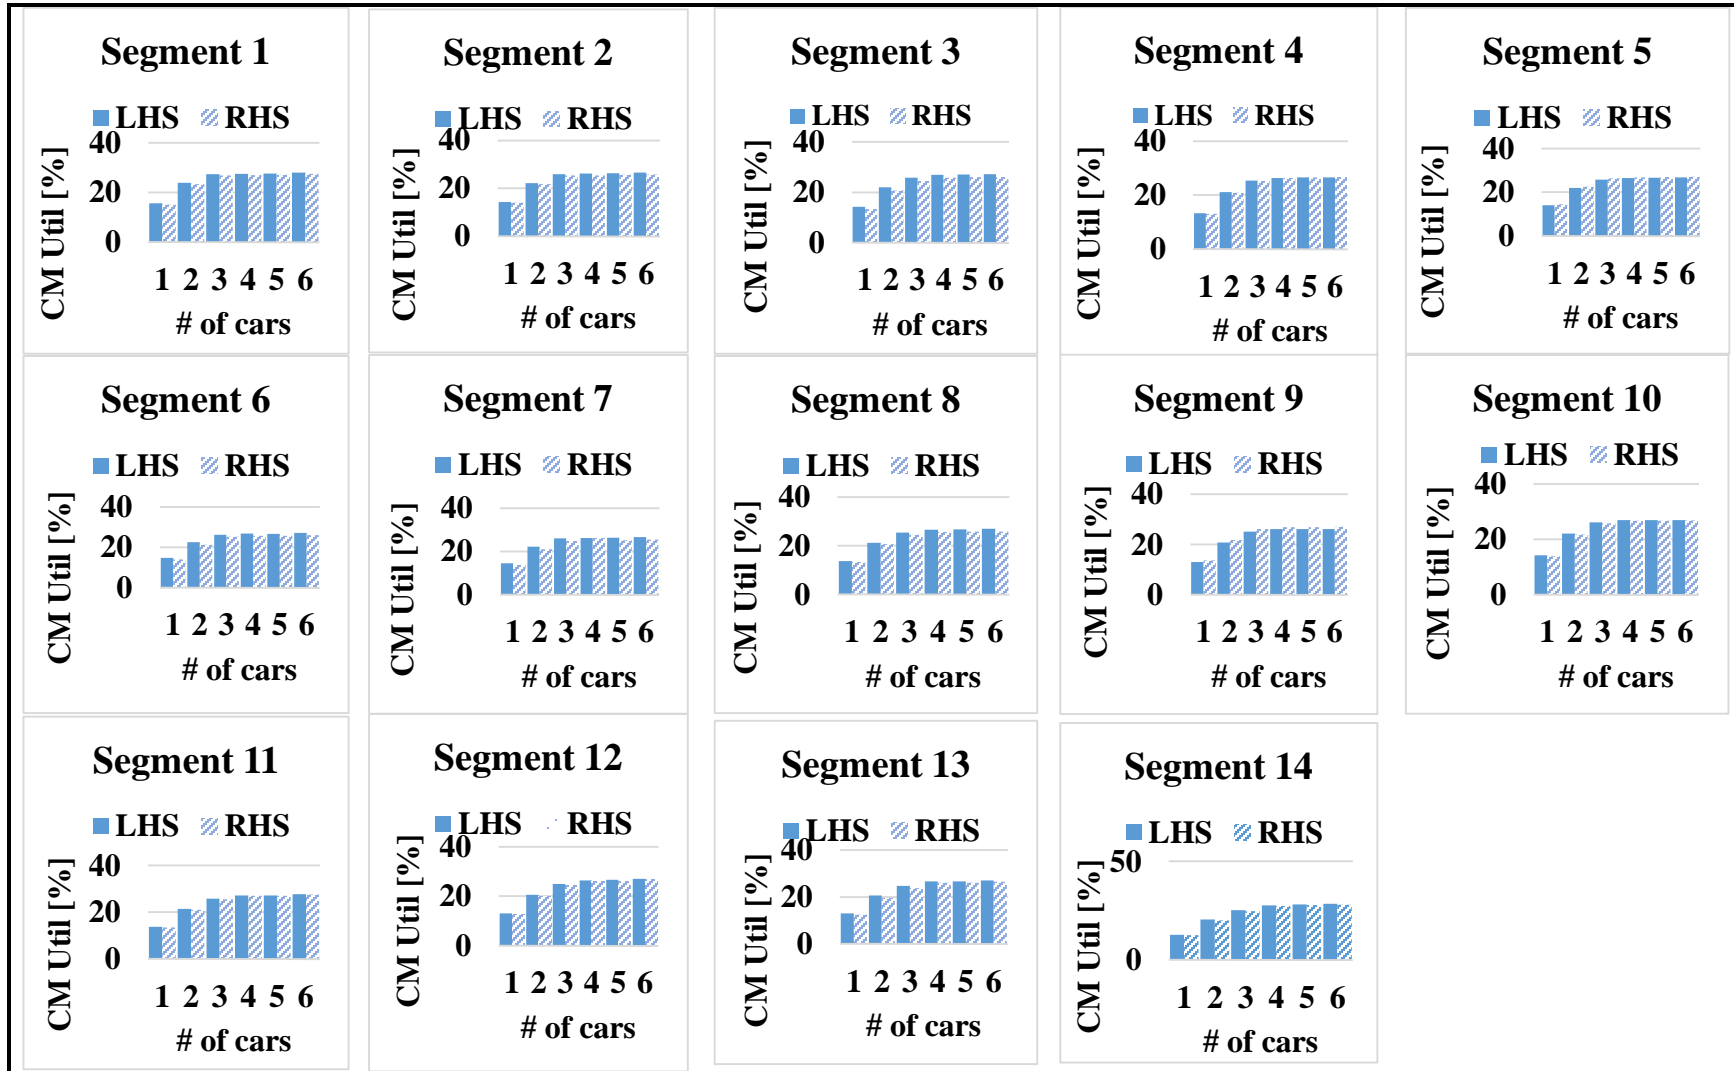 Segment 1
LHS RHS
CM Util [%]
40
20
0
1 2 3 4 5 6
# of cars
Segment 2
LHS RHS
CM Util [%]
40
20
0
1 2 3 4 5 6
# of cars
Segment 3
LHS RHS
CM Util [%]
40
20
0
1 2 3 4 5 6
# of cars
Segment 4
LHS RHS
CM Util [%]
40
20
0
1 2 3 4 5 6
# of cars
Segment 5
LHS RHS
CM Util [%]
40
20
0
1 2 3 4 5 6
# of cars
Segment 6
LHS RHS
CM Util [%]
40
20
0
1 2 3 4 5 6
# of cars
Segment 7
LHS RHS
CM Util [%]
40
20
0
1 2 3 4 5 6
# of cars
Segment 8
LHS RHS
CM Util [%]
40
20
0
1 2 3 4 5 6
# of cars
Segment 9
LHS RHS
CM Util [%]
40
20
0
1 2 3 4 5 6
# of cars
Segment 10
LHS RHS
CM Util [%]
40
20
0
1 2 3 4 5 6
# of cars
Segment 11
LHS RHS
CM Util [%]
40
20
0
1 2 3 4 5 6
# of cars
Segment 12
LHS RHS
CM Util [%]
40
20
0
1 2 3 4 5 6
# of cars
Segment 13
LHS RHS
CM Util [%]
40
20
0
1 2 3 4 5 6
# of cars
Segment 14
LHS RHS
CM Util [%]
50
0
1 2 3 4 5 6
# of cars